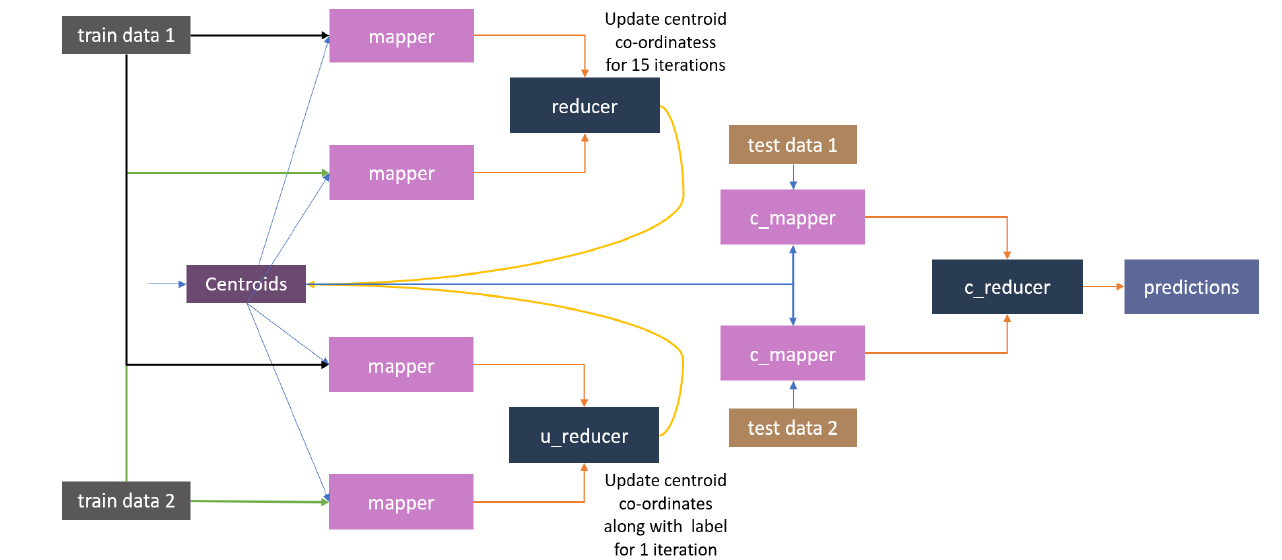 train data 1
mapper
Update centroid
co-ordinatess
for 15 iterations
reducer
mapper
test data 1
c_mapper
Centroids
c_reducer
predictions
c_mapper
mapper
test data 2
u_reducer
train data 2
mapper
Update centroid
co-ordinates
along with label
for 1 iteration